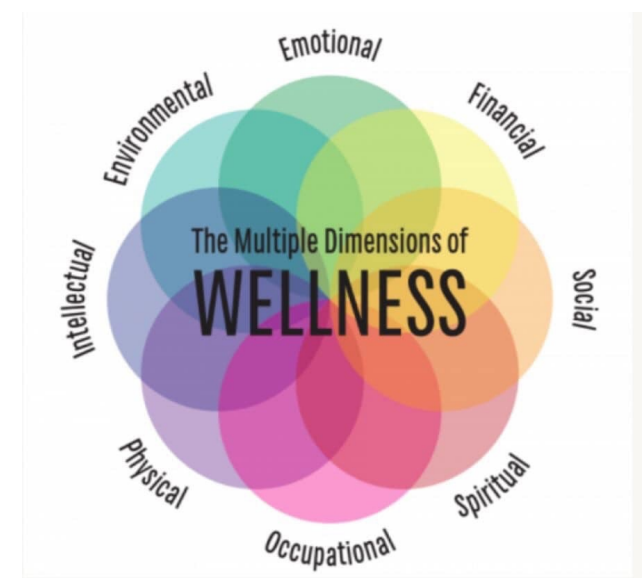 Emotional
Financial
Social
Spiritual
Occupational
Physical
Intellectual
Environmental
The Multiple Dimensions of
WELLNESS